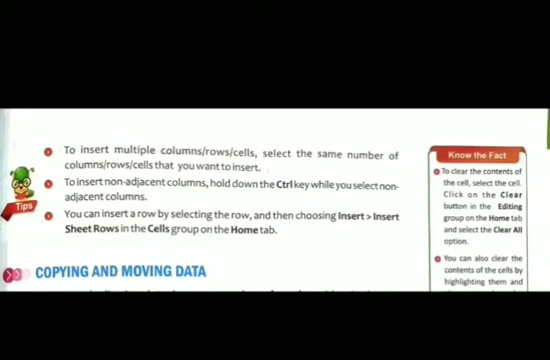 To insert multiple columns/rows/cells, select the same number of
columns/rows/cells that you want to insert.
To insert non-adjacent columns, hold down the Ctrl key while you select non-
adjacent columns.
Tips
You can insert a row by selecting the row, and then choosing Insert > Insert
Sheet Rows in the Cells group on the Home tab.
COPYING AND MOVING DATA
Know the Fact
To clear the contents of
the cell, select the cell.
Click on the Clear
button in the Editing
group on the Home tab
and select the Clear All
option.
You can also clear the
contents of the cells by
highlighting them and